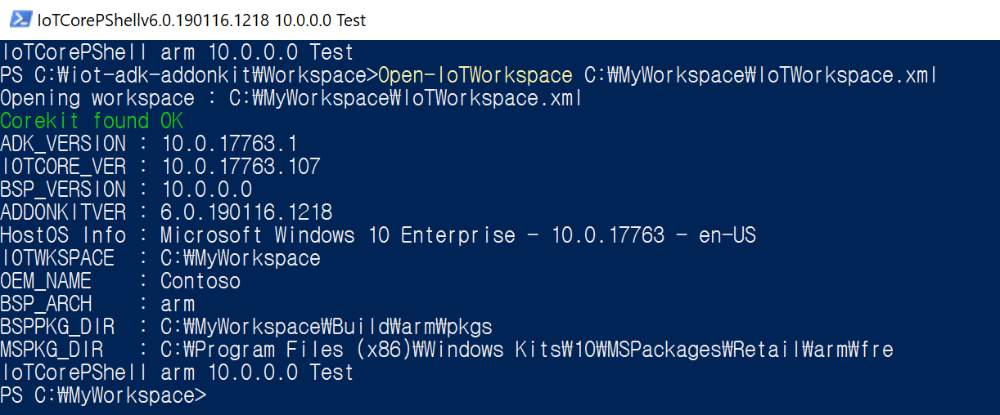 IoTCorePShellv6.0.190116.1218 10.0.0.0 Test
IoTCorePShell arm 10.0.0.0 Test
PS C:₩iot-adk-addonkit₩Workspace>Open-IoTWorkspace C:₩MyWorkspace₩IoTWorkspace.xml
Opening workspace : C:₩MyWorkspace₩IoTWorkspace.xml
Corekit found OK
ADK_VERSION : 10.0.17763.1
IOTCORE_VER : 10.0.17763.107
BSP_VERSION : 10.0.0.0
ADDONKITVER : 6.0.190116.1218
HostOS Info : Microsoft Windows 10 Enterprise - 10.0.17763 - en-US
IOTWKSPACE  : C:₩MyWorkspace
OEM_NAME    : Contoso
BSP_ARCH    : arm
BSPPKG_DIR  : C:₩MyWorkspace₩Build₩arm₩pkgs
MSPKG_DIR   : C:₩Program Files (x86)₩Windows Kits₩10₩MSPackages₩Retail₩arm₩fre
IoTCorePShell arm 10.0.0.0 Test
PS C:₩MyWorkspace>